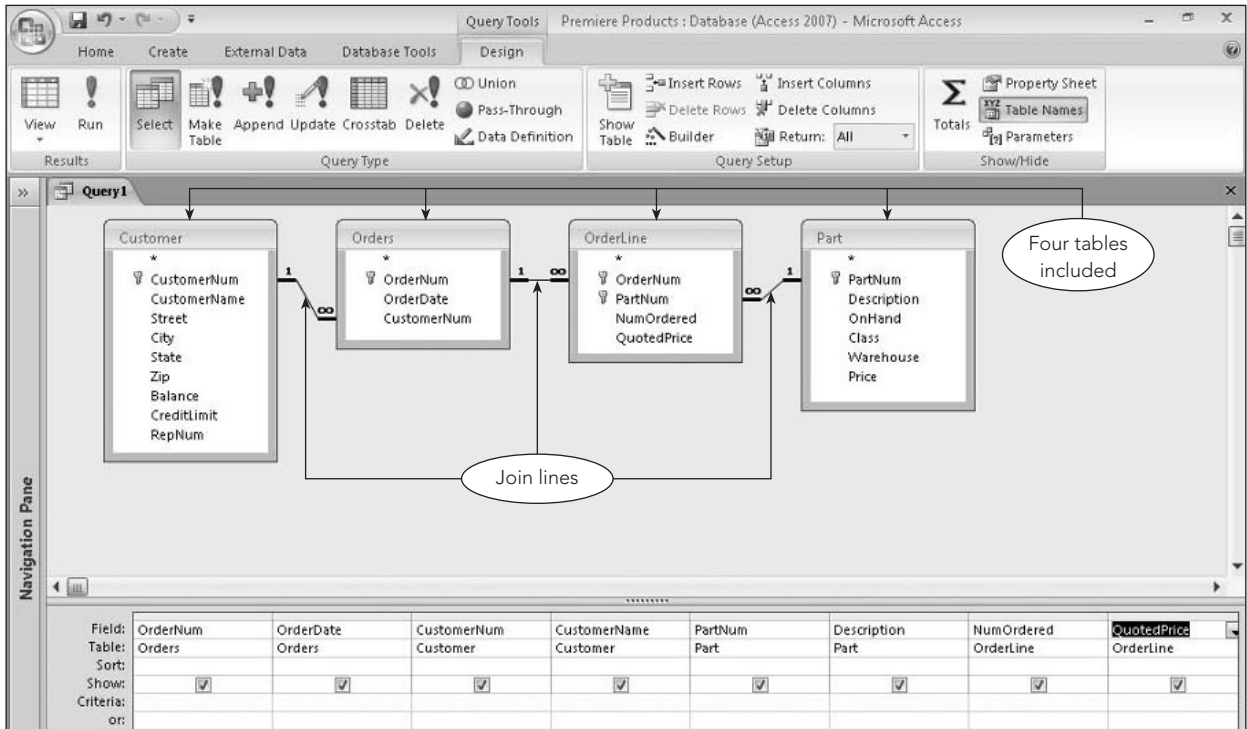 Query Tools
Premiere Products : Database (Access 2007) - Microsoft Access
Home Create External Data Database Tools Design
View
Run
Select
Make Table
Append
Update
Crosstab
Delete
Union
Pass-Through
Data Definition
Show Table
Insert Rows
Delete Rows
Builder
Insert Columns
Delete Columns
Return: All
Totals
Property Sheet
XYZ Table Names
[?] Parameters
Results
Query Type
Query Setup
Show/Hide
» Query1
Customer
*
CustomerNum
CustomerName
Street
City
State
Zip
Balance
CreditLimit
RepNum
1 ∞
Orders
*
OrderNum
OrderDate
CustomerNum
1 ∞
OrderLine
*
OrderNum
PartNum
NumOrdered
QuotedPrice
∞ 1
Part
*
PartNum
Description
OnHand
Class
Warehouse
Price
Four tables
included
Join lines
Navigation Pane
Field: OrderNum OrderDate CustomerNum CustomerName PartNum Description NumOrdered QuotedPrice
Table: Orders Orders Customer Customer Part Part OrderLine OrderLine
Sort:
Show:
Criteria:
or: